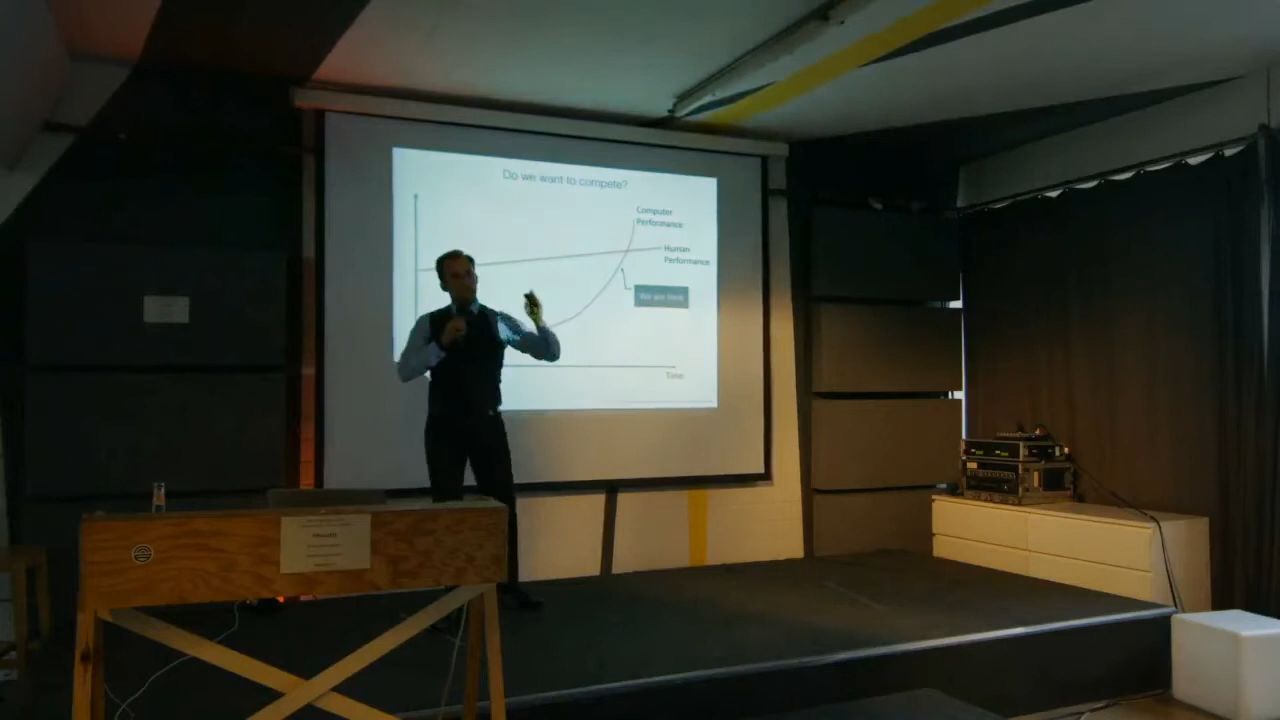 Do we want to compete?
Computer
Performance
Human
Performance
We are here
Time